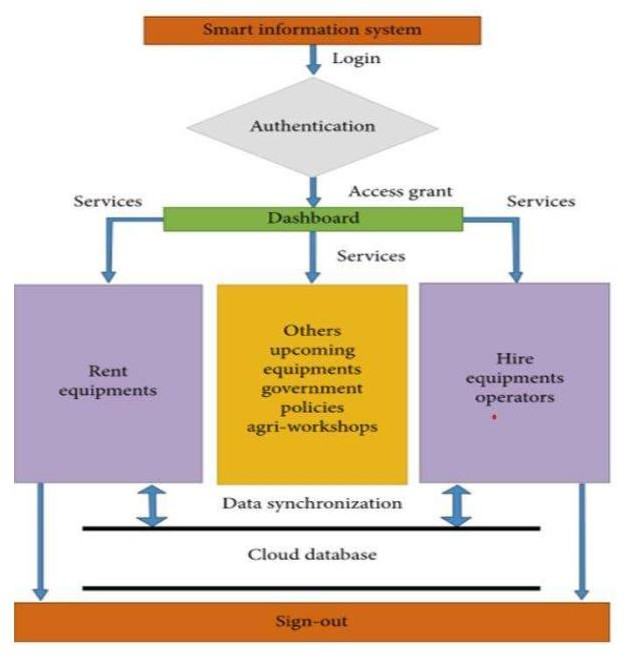 Smart information system
Login
Authentication
Access grant
Services
Dashboard
Services
Services
Rent
equipments
Others
upcoming
equipments
government
policies
agri-workshops
Hire
equipments
operators
Data synchronization
Cloud database
Sign-out